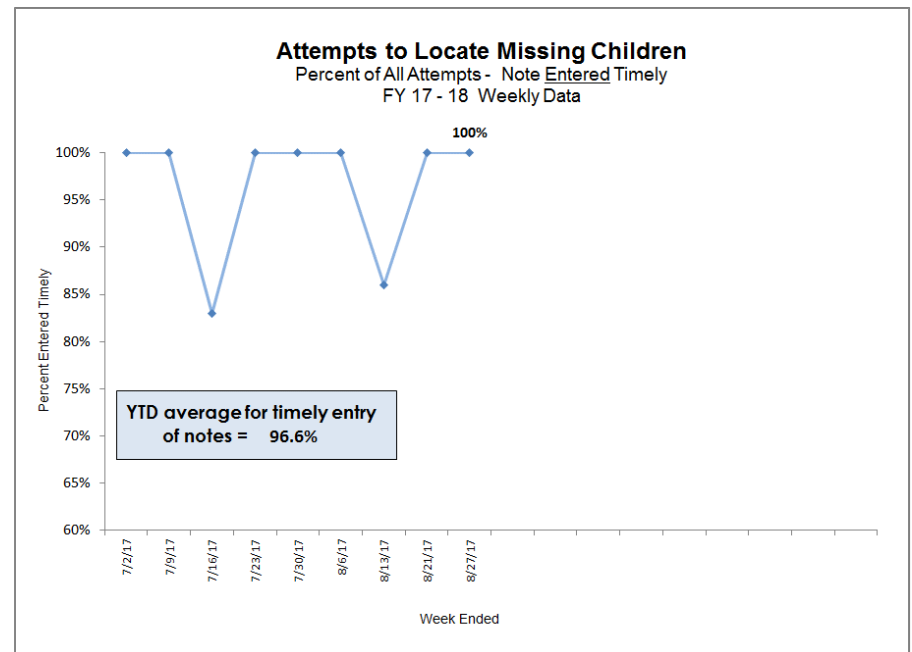 Attempts to Locate Missing Children
Percent of All Attempts - Note Entered Timely
FY 17 - 18 Weekly Data
100%
100%
95%
90%
85%
80%
75%
70%
65%
60%
Percent Entered Timely
YTD average for timely entry
of notes = 96.6%
7/2/17
7/9/17
7/16/17
7/23/17
7/30/17
8/6/17
8/13/17
8/21/17
8/27/17
Week Ended